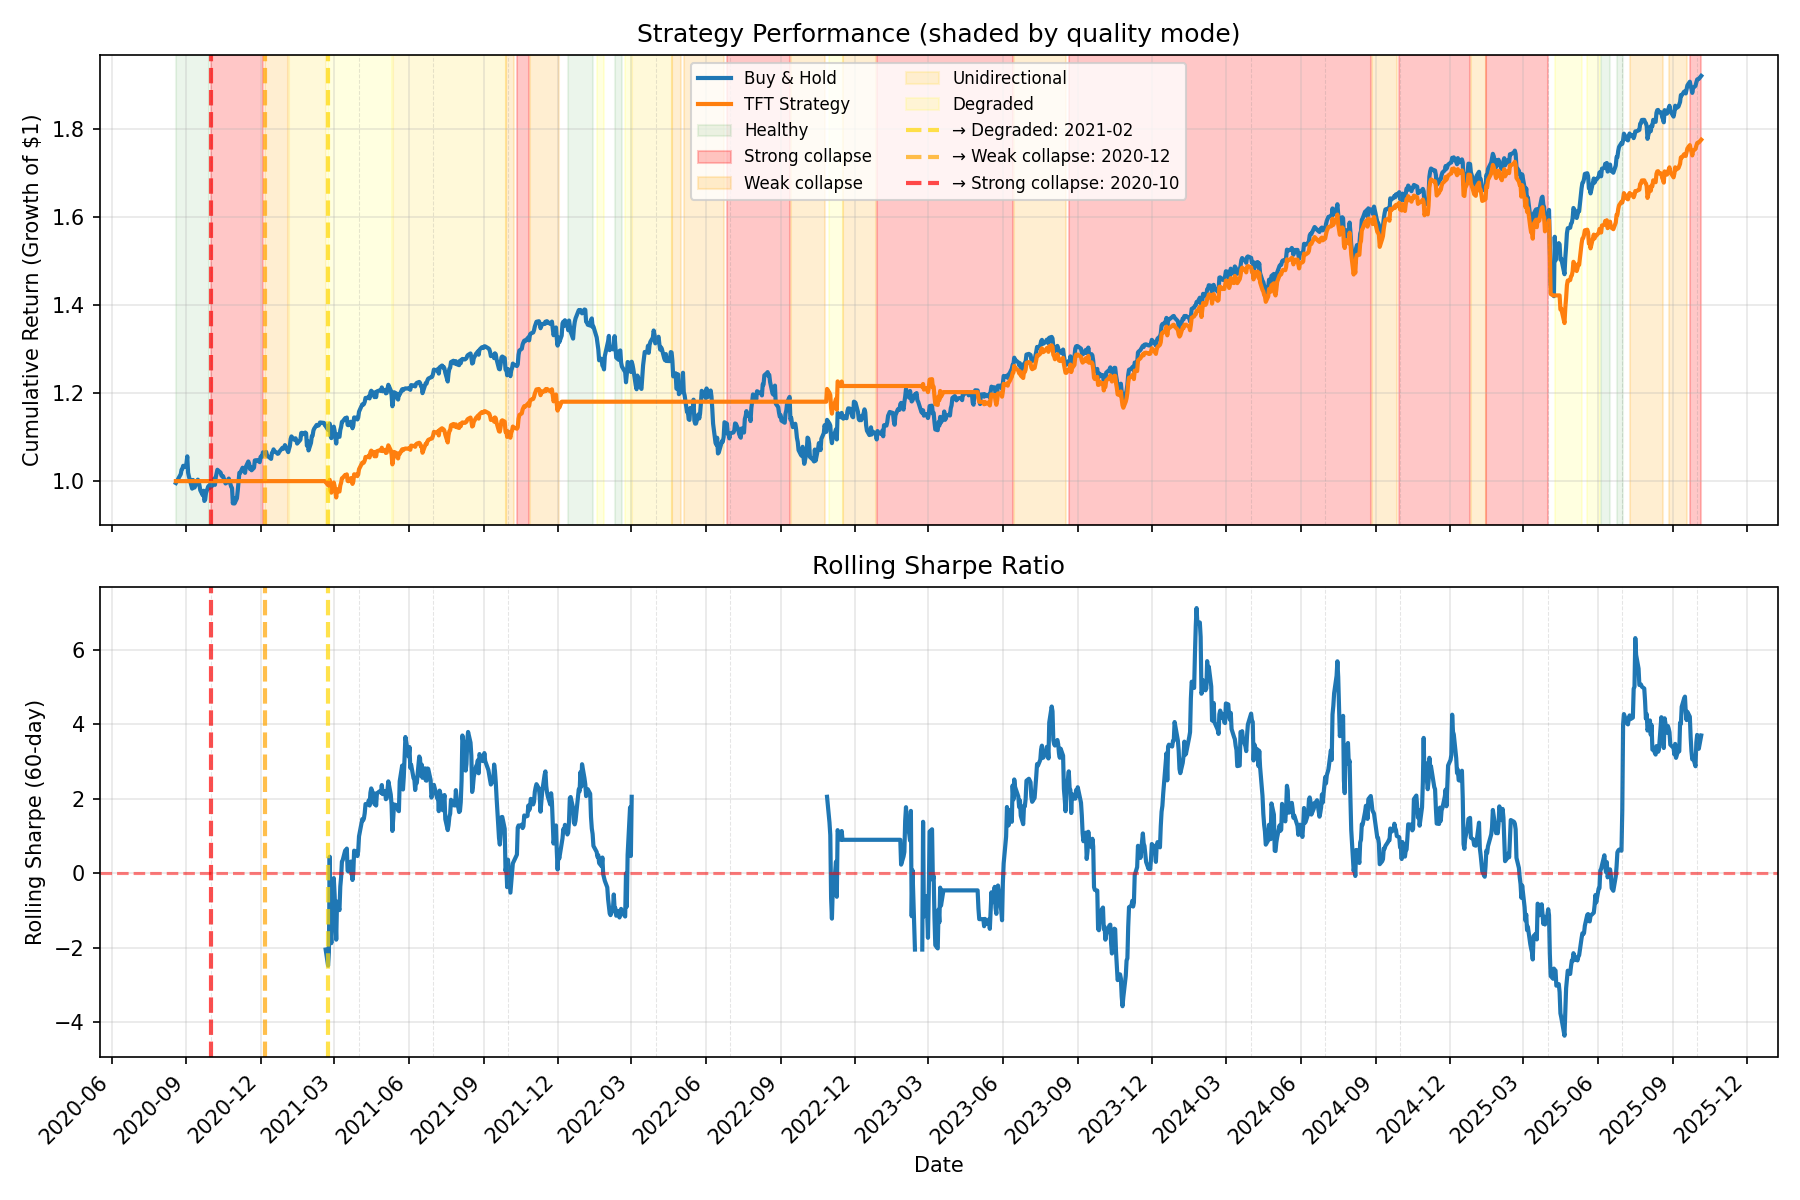 Strategy Performance (shaded by quality mode)
Cumulative Return (Growth of $1)
1.8
1.6
1.4
1.2
1.0
Buy & Hold
TFT Strategy
Healthy
Strong collapse
Weak collapse
Unidirectional
Degraded
→ Degraded: 2021-02
→ Weak collapse: 2020-12
→ Strong collapse: 2020-10
Rolling Sharpe Ratio
Rolling Sharpe (60-day)
6
4
2
0
−2
−4
2020-06
2020-09
2020-12
2021-03
2021-06
2021-09
2021-12
2022-03
2022-06
2022-09
2022-12
2023-03
2023-06
2023-09
2023-12
2024-03
2024-06
2024-09
2024-12
2025-03
2025-06
2025-09
2025-12
Date